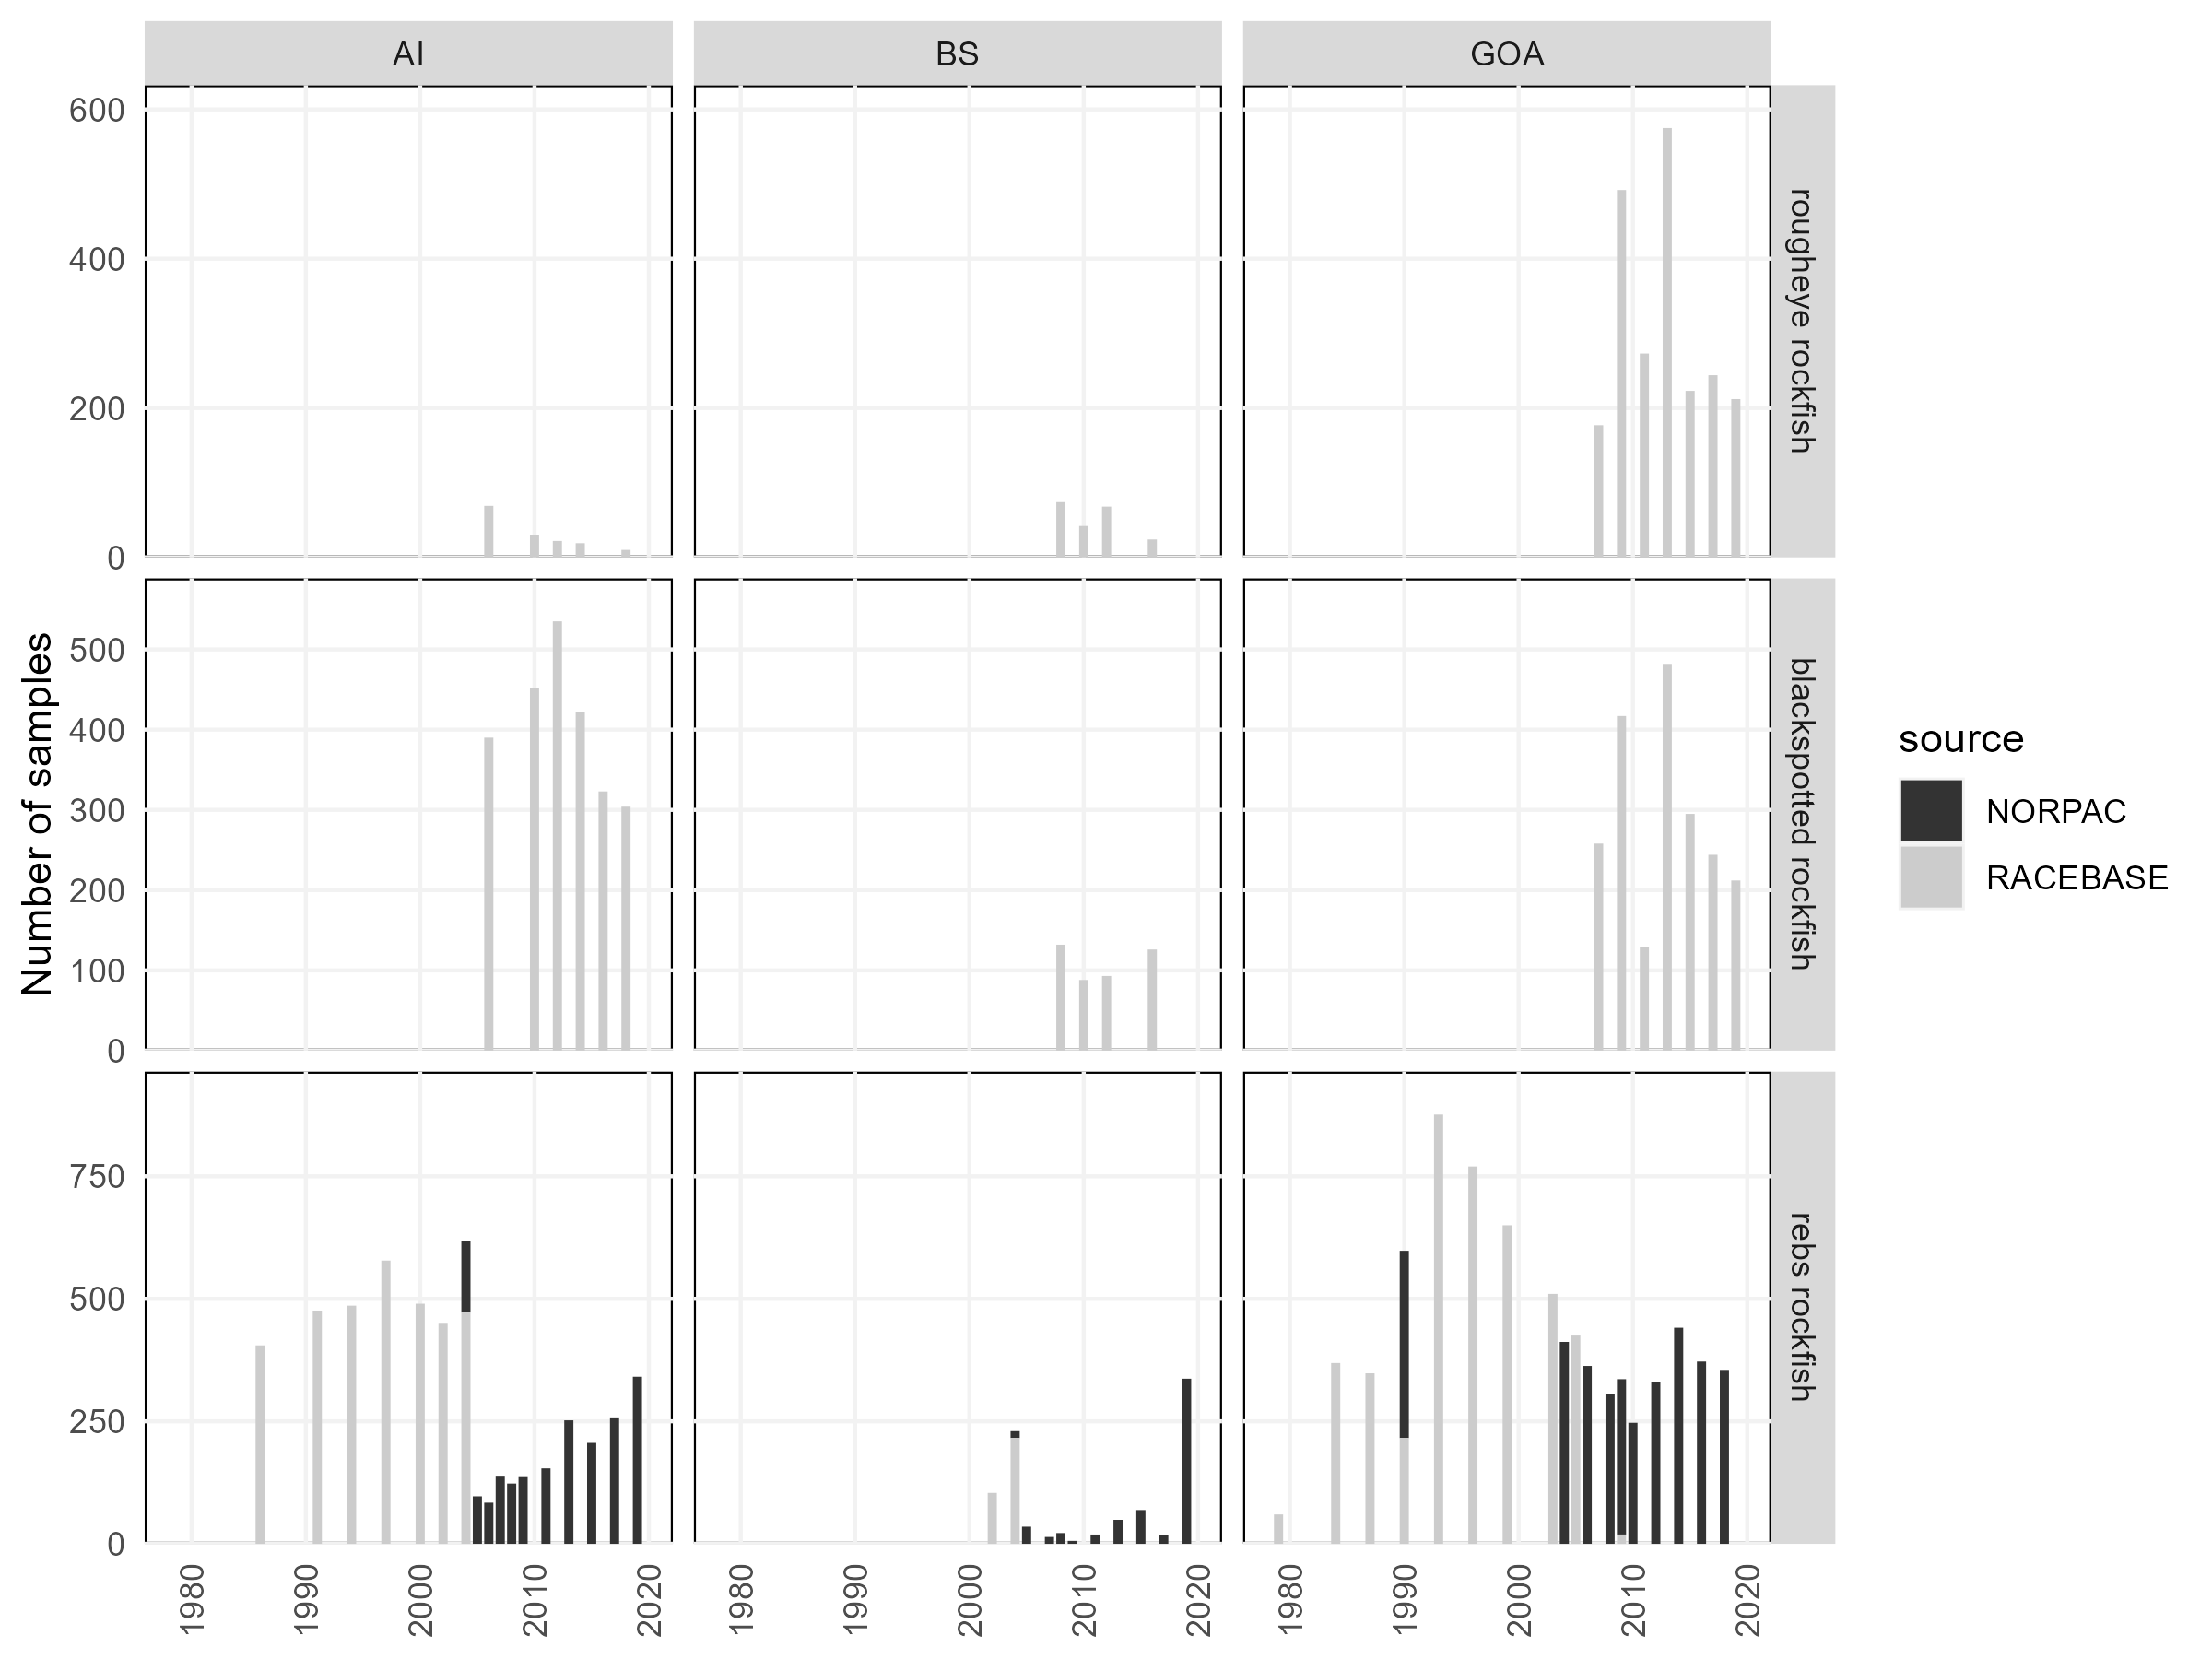 AI
BS
GOA
600
400
200
0
rougheye rockfish
500
400
300
200
100
0
blackspotted rockfish
750
500
250
0
rebs rockfish
1980 1990 2000 2010 2020
1980 1990 2000 2010 2020
1980 1990 2000 2010 2020
Number of samples
source
NORPAC
RACEBASE